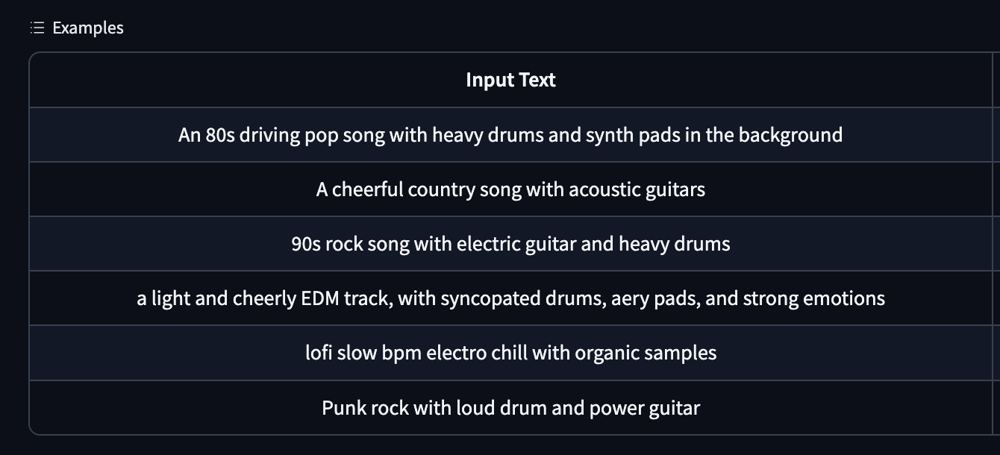 Examples
Input Text
An 80s driving pop song with heavy drums and synth pads in the background
A cheerful country song with acoustic guitars
90s rock song with electric guitar and heavy drums
a light and cheerly EDM track, with syncopated drums, aery pads, and strong emotions
lofi slow bpm electro chill with organic samples
Punk rock with loud drum and power guitar